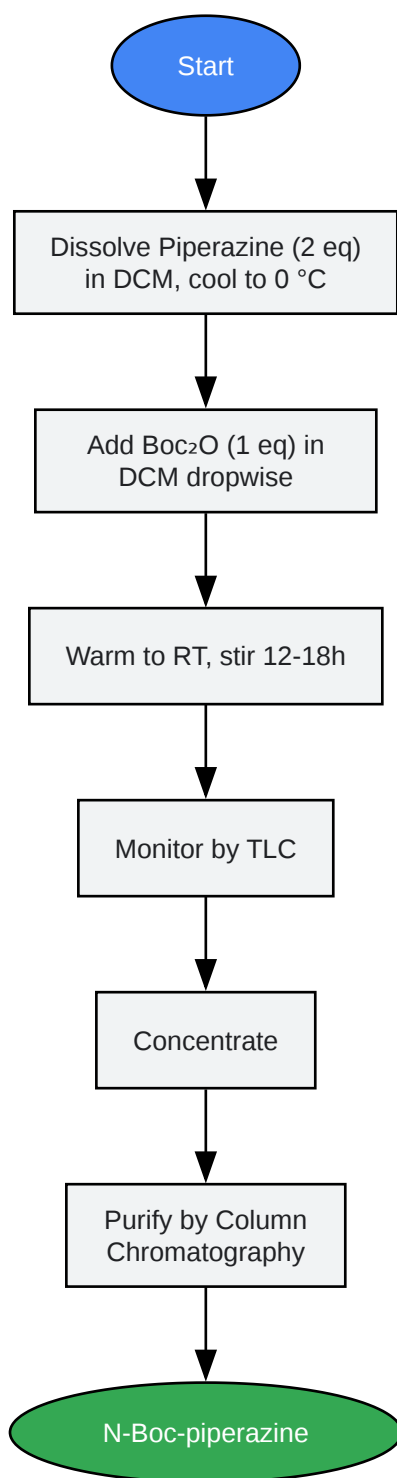 Start
Dissolve Piperazine (2 eq)
in DCM, cool to 0 °C
Add Boc₂O (1 eq) in
DCM dropwise
Warm to RT, stir 12-18h
Monitor by TLC
Concentrate
Purify by Column
Chromatography
N-Boc-piperazine